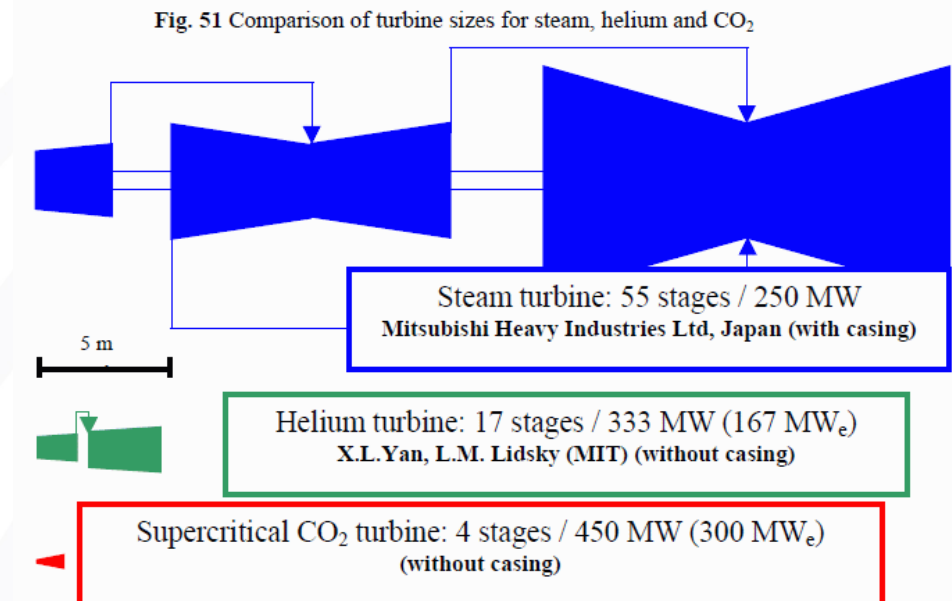 Fig. 51 Comparison of turbine sizes for steam, helium and CO₂
Steam turbine: 55 stages / 250 MW
Mitsubishi Heavy Industries Ltd, Japan (with casing)
5 m
Helium turbine: 17 stages / 333 MW (167 MWₑ)
X.L.Yan, L.M. Lidsky (MIT) (without casing)
Supercritical CO₂ turbine: 4 stages / 450 MW (300 MWₑ)
(without casing)